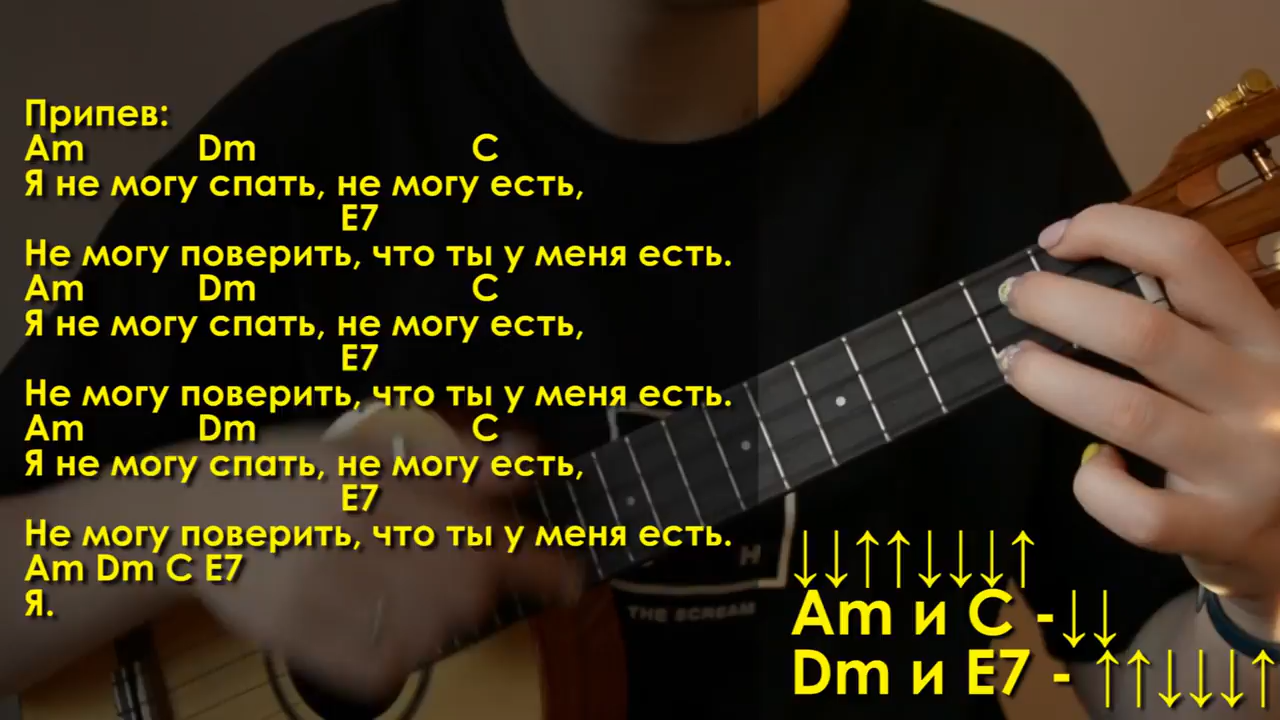 Припев:
Am Dm C
Я не могу спать, не могу есть,
E7
Не могу поверить, что ты у меня есть.
Am Dm C
Я не могу спать, не могу есть,
E7
Не могу поверить, что ты у меня есть.
Am Dm C
Я не могу спать, не могу есть,
E7
Не могу поверить, что ты у меня есть.
Am Dm C E7
Я.
↓↓↑↑↓↓↓↑
Am и C -↓↓
Dm и E7 - ↑↑↓↓↓↑
H
THE SCREAM